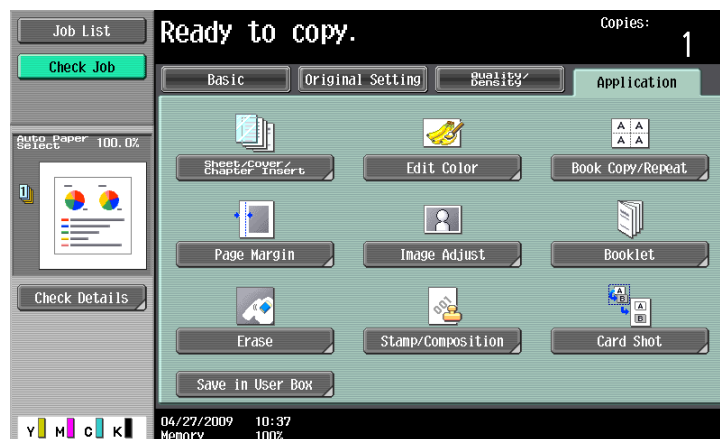 Job List
Check Job
Ready to copy.
Copies:
1
Basic
Original Setting
Quality/
Density
Application
Auto Paper
Select
100.0%
1
Sheet/Cover/
Chapter Insert
Edit Color
A A
A A
Book Copy/Repeat
Page Margin
Image Adjust
Booklet
Check Details
Erase
001
Stamp/Composition
A
B
A
B
Card Shot
Save in User Box
Y M C K
04/27/2009 10:37
Memory 100%